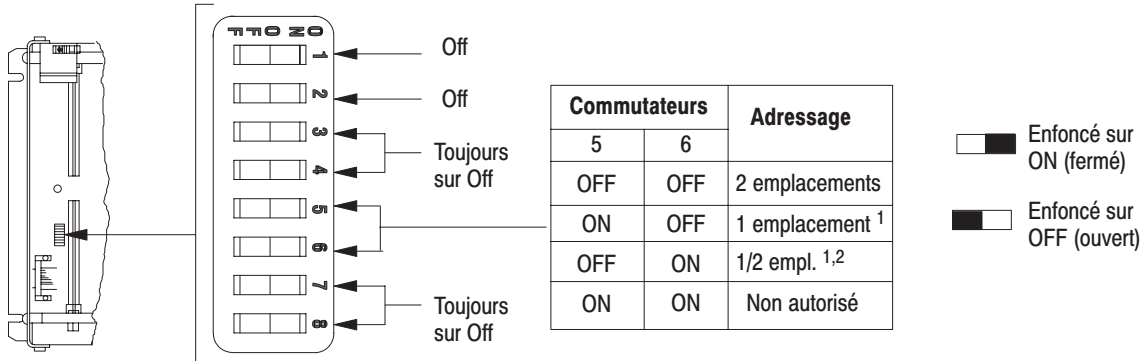 ON OFF
1
2
3
4
5
6
7
8
Off
Off
Toujours
sur Off
Toujours
sur Off
Commutateurs Adressage
5 6
OFF OFF 2 emplacements
ON OFF 1 emplacement 1
OFF ON 1/2 empl. 1,2
ON ON Non autorisé
Enfoncé sur
ON (fermé)
Enfoncé sur
OFF (ouvert)